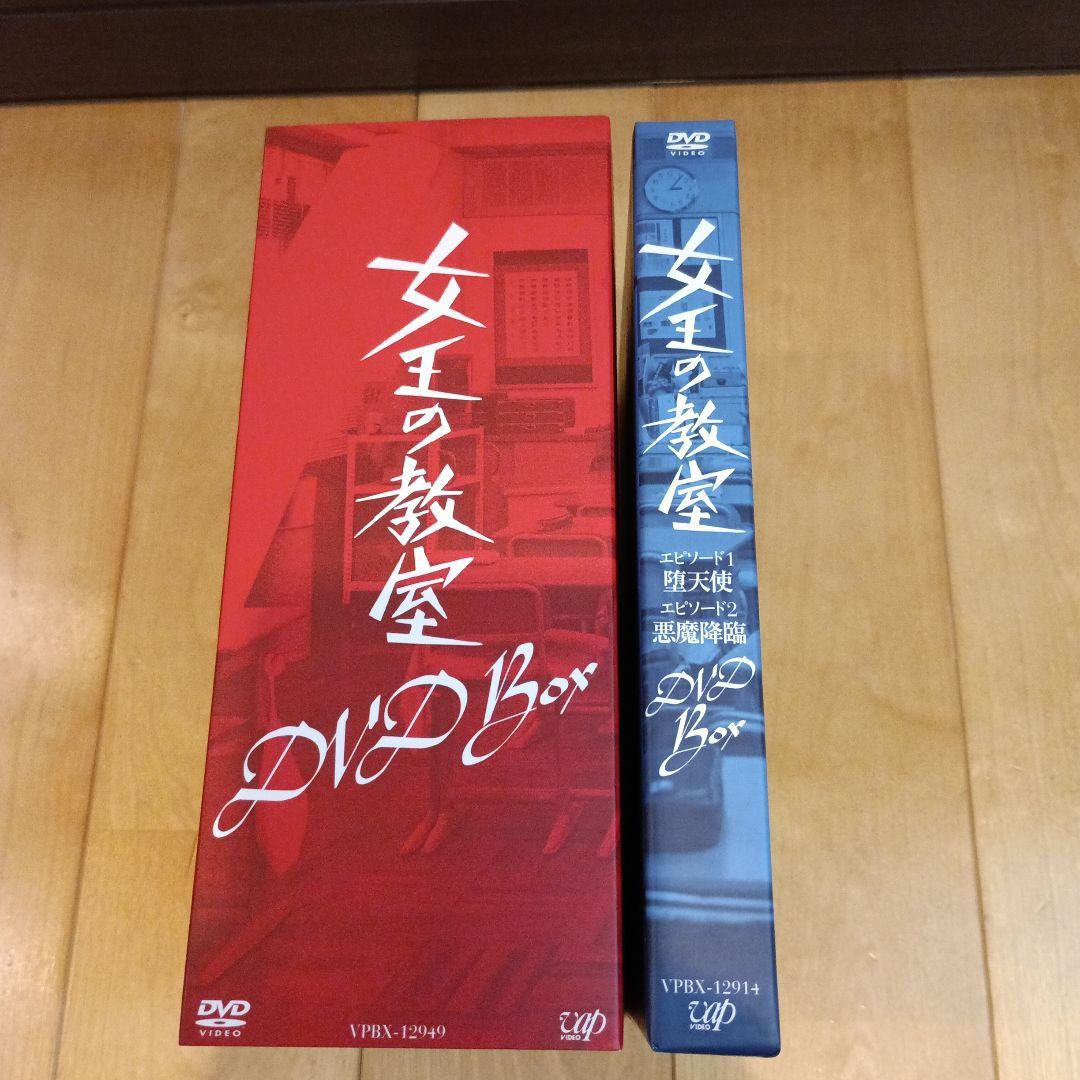 女王の教室
DVD Box
DVD
VIDEO
VPBX-12949
vap
VIDEO
DVD
VIDEO
女王の教室
エピソード1
堕天使
エピソード2
悪魔降臨
DVD
Box
VPBX-12914
vap
VIDEO